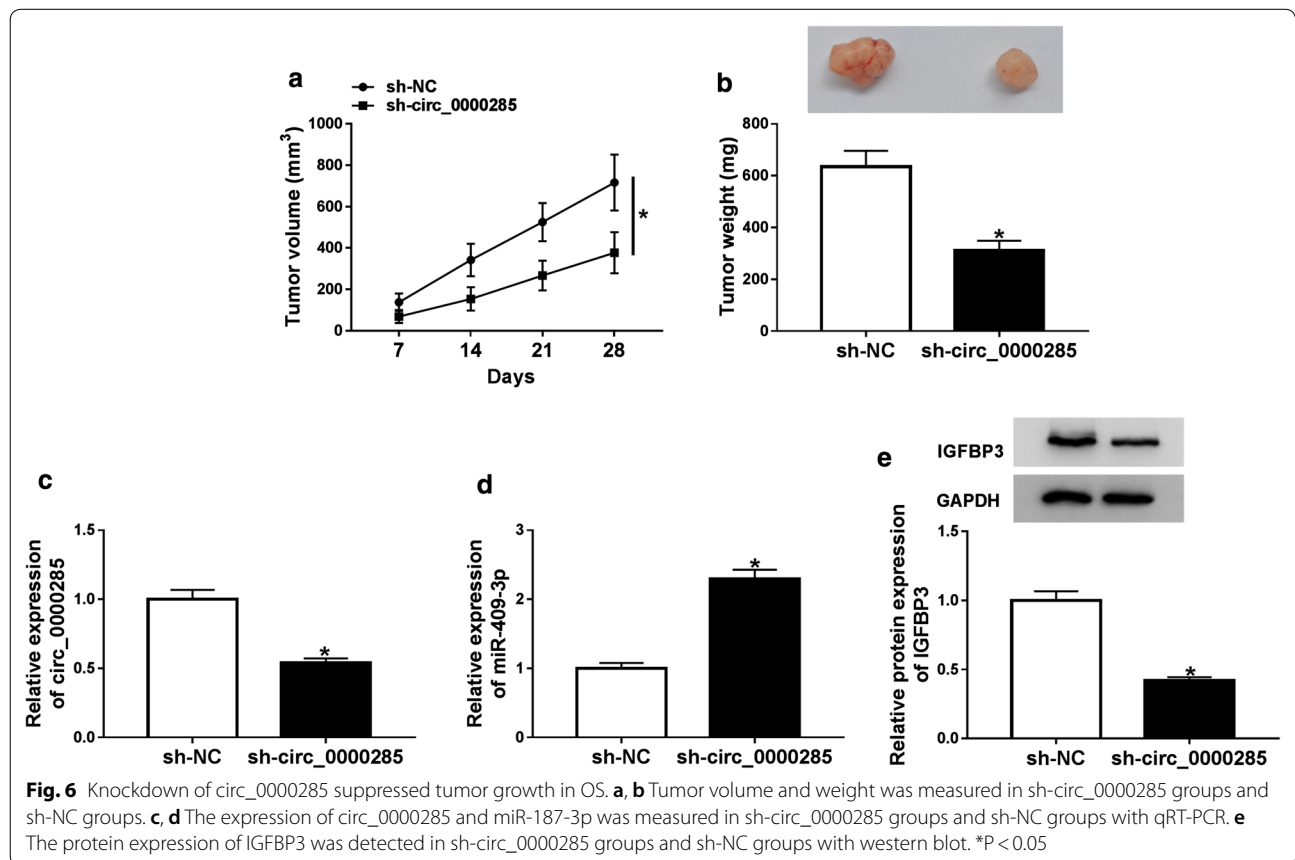 a
sh-NC
sh-circ_0000285
Tumor volume (mm³)
1000
800
600
400
200
0
*
7 14 21 28
Days
b
Tumor weight (mg)
800
600
400
200
0
*
sh-NC sh-circ_0000285
c
Relative expression
of circ_0000285
1.5
1.0
0.5
0.0
*
sh-NC sh-circ_0000285
d
Relative expression
of miR-409-3p
3
2
1
0
*
sh-NC sh-circ_0000285
e
IGFBP3
GAPDH
Relative protein expression
of IGFBP3
1.5
1.0
0.5
0.0
*
sh-NC sh-circ_0000285
Fig. 6 Knockdown of circ_0000285 suppressed tumor growth in OS. a, b Tumor volume and weight was measured in sh-circ_0000285 groups and
sh-NC groups. c, d The expression of circ_0000285 and miR-187-3p was measured in sh-circ_0000285 groups and sh-NC groups with qRT-PCR. e
The protein expression of IGFBP3 was detected in sh-circ_0000285 groups and sh-NC groups with western blot. *P < 0.05